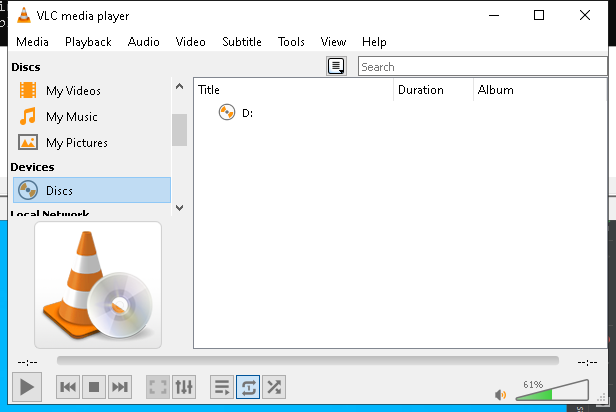 VLC media player
Media Playback Audio Video Subtitle Tools View Help
Discs
Search
My Videos
My Music
My Pictures
Devices
Discs
Local Network
Title Duration Album
D:
--:--
--:--
61%